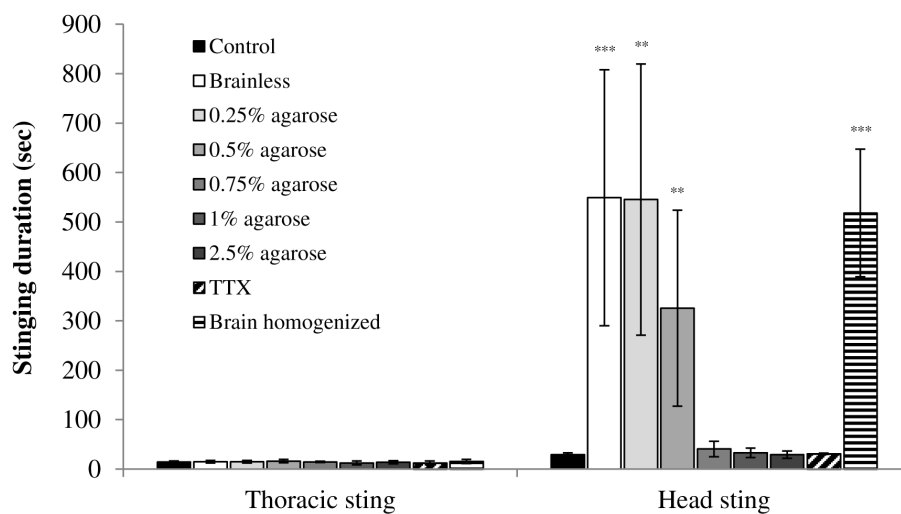 Stinging duration (sec)
900
800
700
600
500
400
300
200
100
0
Control
Brainless
0.25% agarose
0.5% agarose
0.75% agarose
1% agarose
2.5% agarose
TTX
Brain homogenized
***
**
**
***
Thoracic sting
Head sting